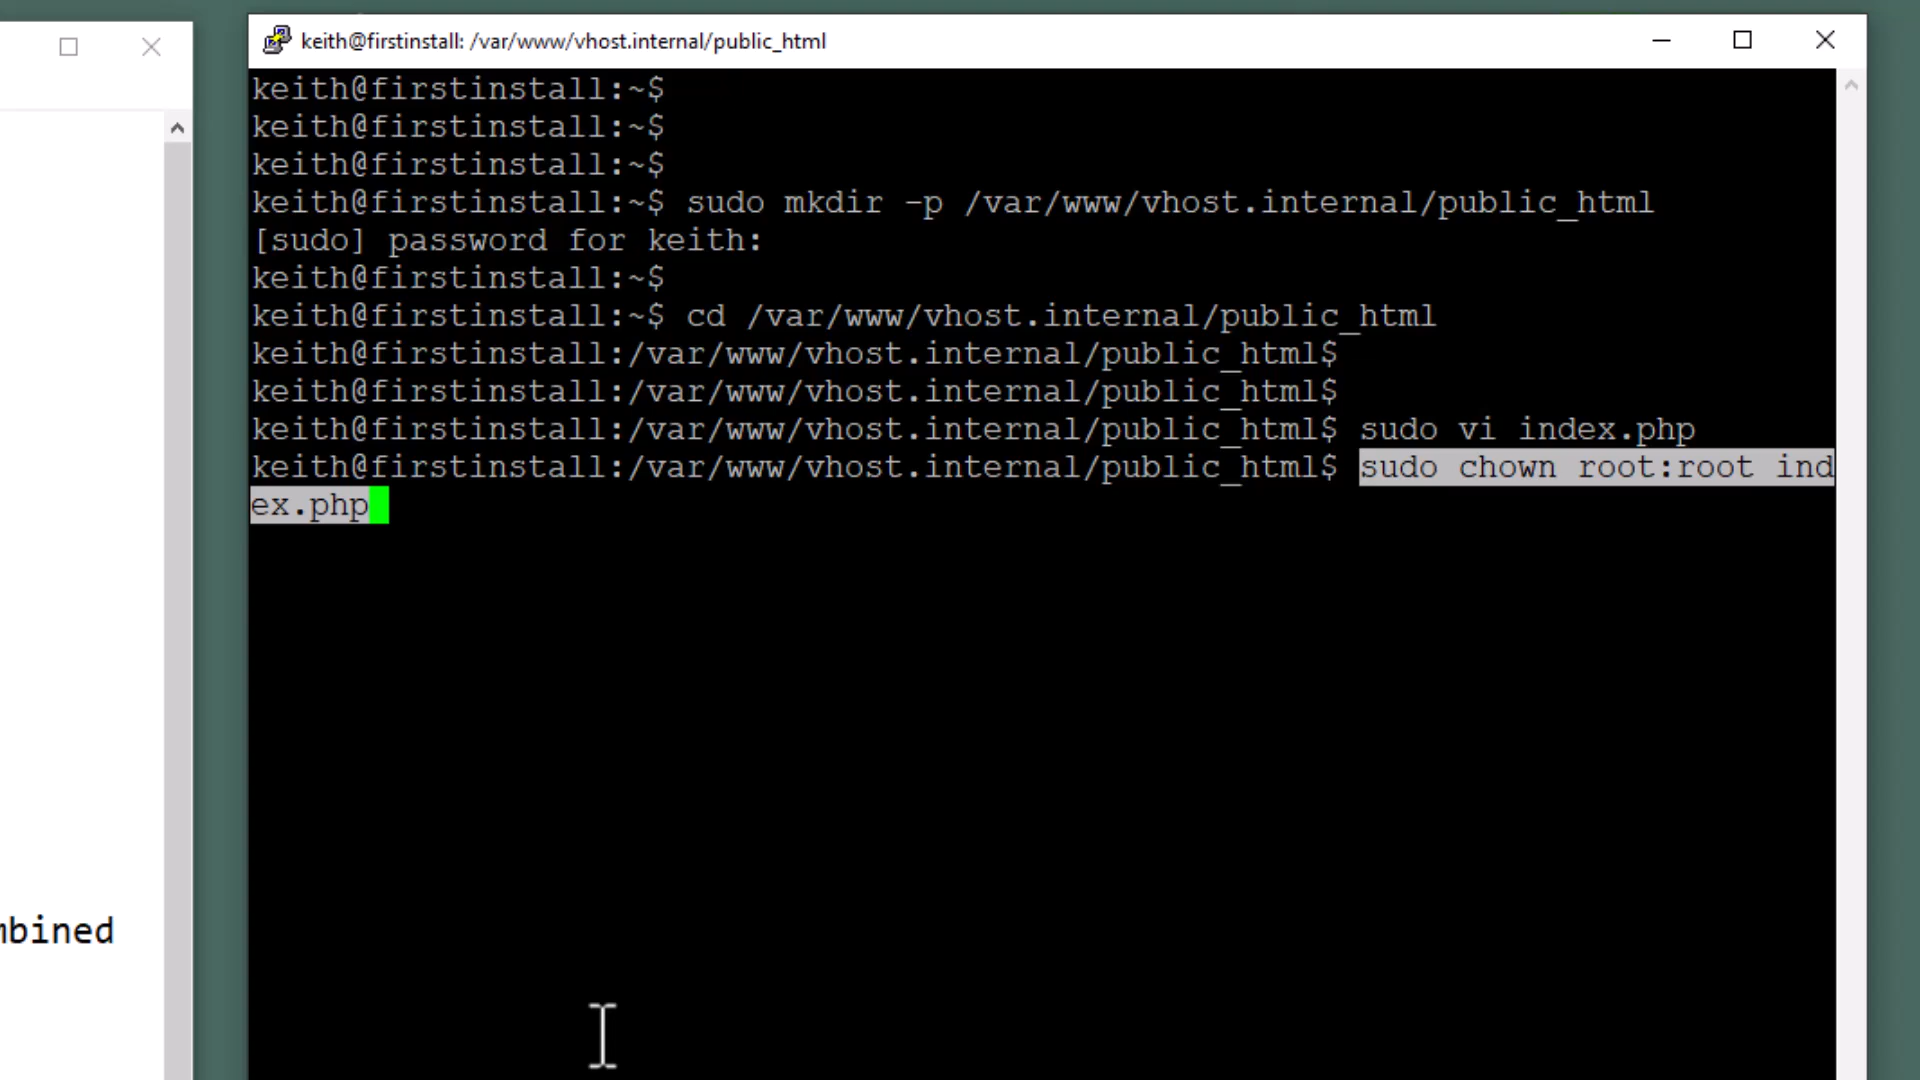 keith@firstinstall: /var/www/vhost.internal/public_html
keith@firstinstall:~$
keith@firstinstall:~$
keith@firstinstall:~$
keith@firstinstall:~$ sudo mkdir -p /var/www/vhost.internal/public_html
[sudo] password for keith:
keith@firstinstall:~$
keith@firstinstall:~$ cd /var/www/vhost.internal/public_html
keith@firstinstall:/var/www/vhost.internal/public_html$
keith@firstinstall:/var/www/vhost.internal/public_html$
keith@firstinstall:/var/www/vhost.internal/public_html$ sudo vi index.php
keith@firstinstall:/var/www/vhost.internal/public_html$ sudo chown root:root ind
ex.php